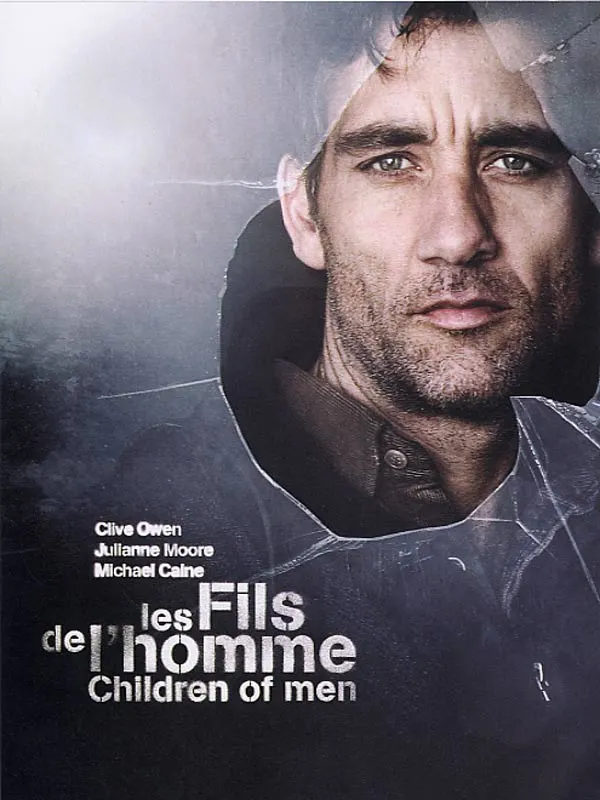 Clive Owen
Julianne Moore
Michael Caine
les Fils
de l'homme
Children of men